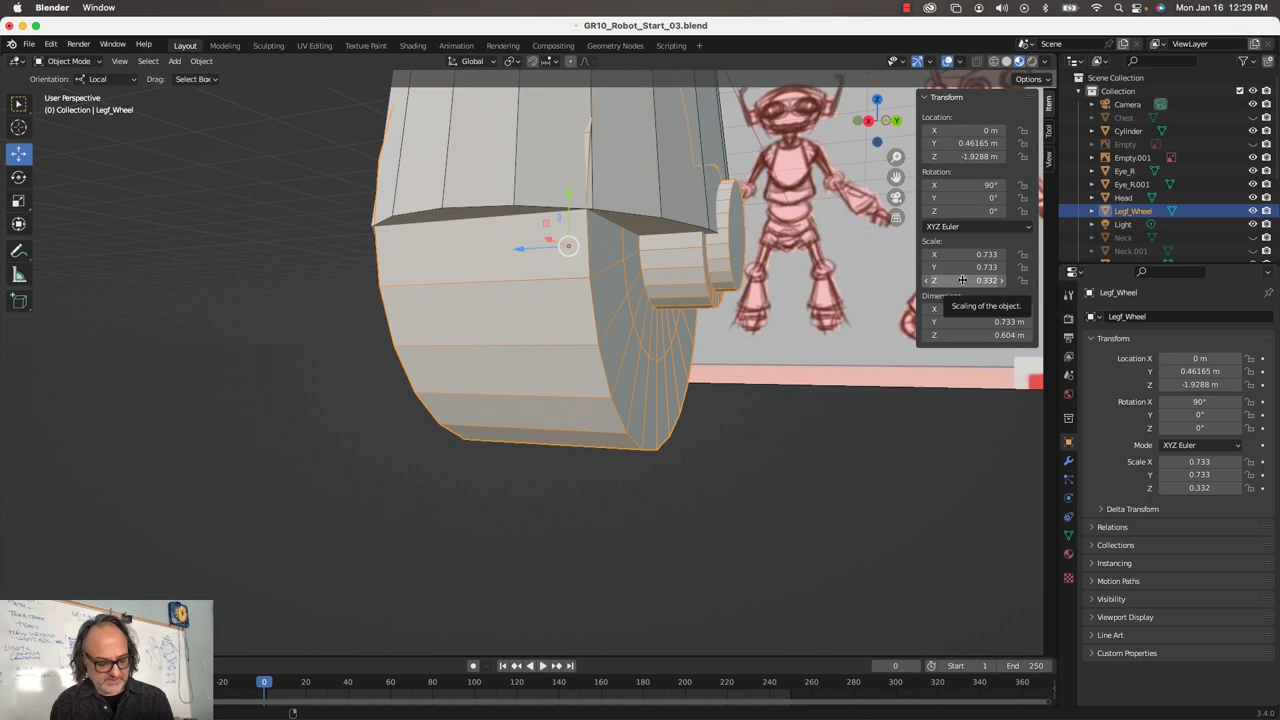 Blender Window Mon Jan 16 12:29 PM
GR10_Robot_Start_03.blend
File Edit Render Window Help Layout Modeling Sculpting UV Editing Texture Paint Shading Animation Rendering Compositing Geometry Nodes Scripting Scene ViewLayer
Object Mode View Select Add Object Global
Orientation: Local Drag: Select Box Options
User Perspective
(0) Collection | Legf_Wheel
Z
X
Y
Transform
Location:
X 0 m
Y 0.46165 m
Z -1.9288 m
Rotation:
X 90°
Y 0°
Z 0°
XYZ Euler
Scale:
X 0.733
Y 0.733
Z 0.332
Scaling of the object.
X
Y 0.733 m
Z 0.604 m
Item
Tool
View
Scene Collection
Collection
Camera
Chest
Cylinder
Empty
Empty.001
Eye_R
Eye_R.001
Head
Legf_Wheel
Light
Neck
Neck.001
Legf_Wheel
Legf_Wheel
Transform
Location X 0 m
Y 0.46165 m
Z -1.9288 m
Rotation X 90°
Y 0°
Z 0°
Mode XYZ Euler
Scale X 0.733
Y 0.733
Z 0.332
Delta Transform
Relations
Collections
Instancing
Motion Paths
Visibility
Viewport Display
Line Art
Custom Properties
0 Start 1 End 250
-20 0 20 40 60 80 100 120 140 160 180 200 220 240 260 280 300 320 340 360
3.4.0